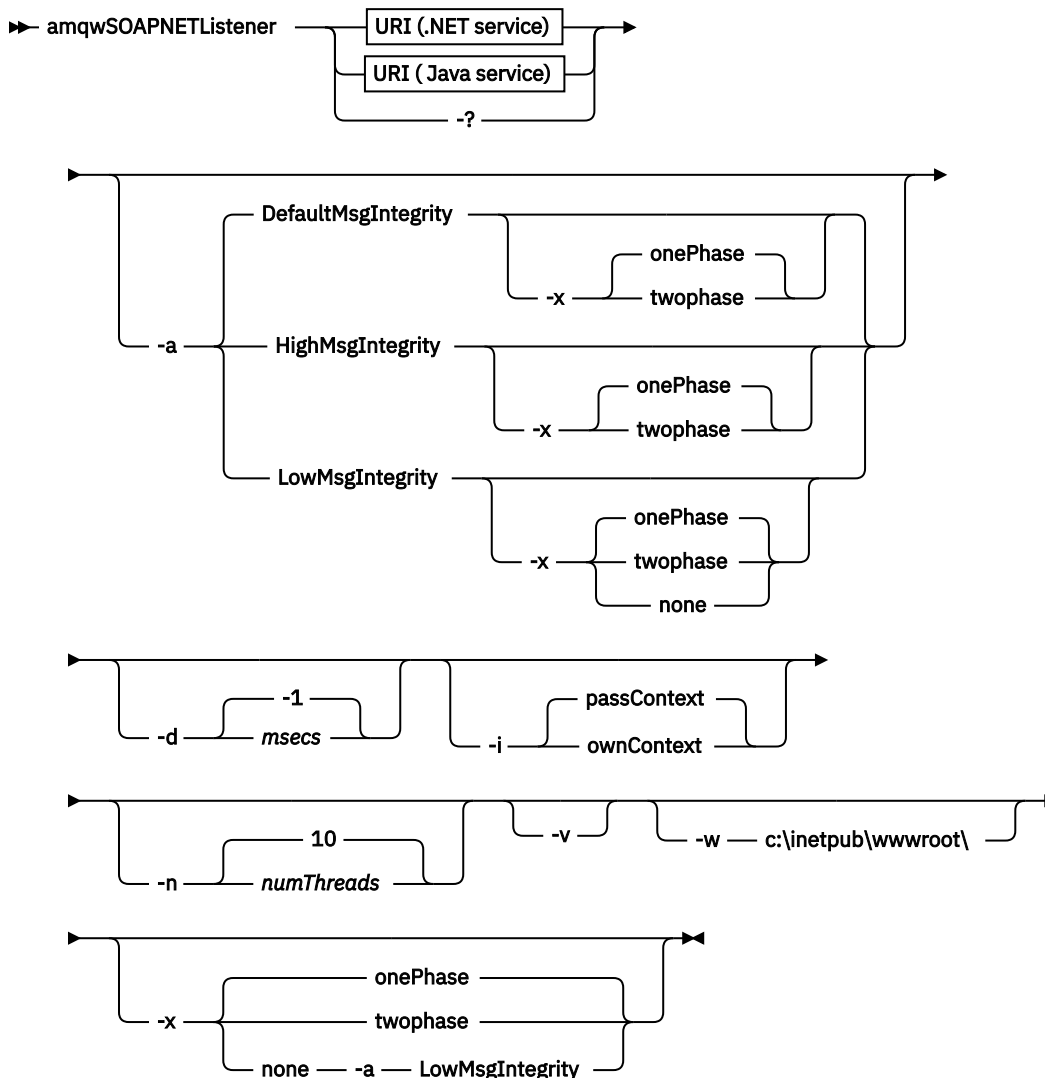 amqwSOAPNETListener URI (.NET service)
URI ( Java service)
-?
DefaultMsgIntegrity
onePhase
-x twophase
-a HighMsgIntegrity
onePhase
-x twophase
LowMsgIntegrity
onePhase
-x twophase
none
-1
-d msecs
passContext
-i ownContext
10
-n numThreads
-v
-w c:\inetpub\wwwroot\
onePhase
-x twophase
none -a LowMsgIntegrity